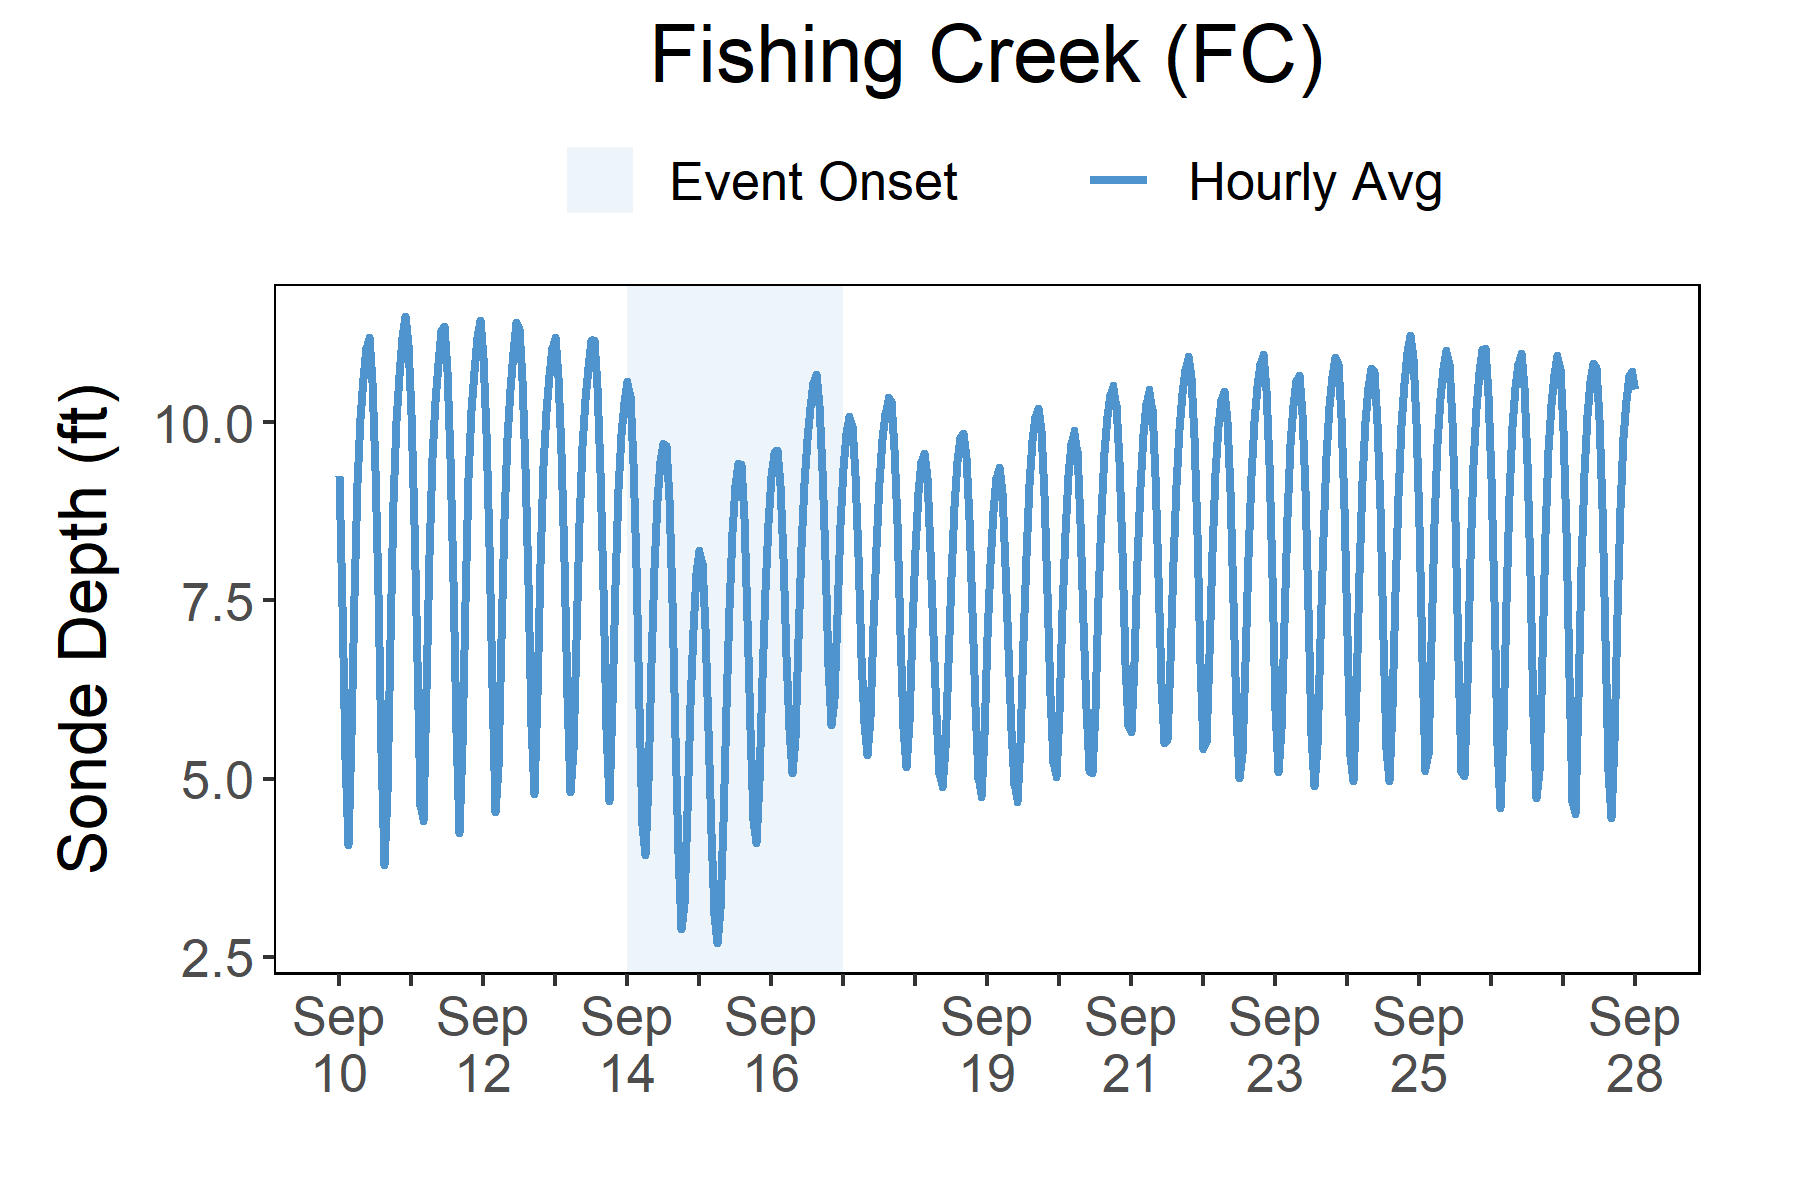 Fishing Creek (FC)
Event Onset Hourly Avg
Sonde Depth (ft)
10.0
7.5
5.0
2.5
Sep Sep Sep Sep Sep Sep Sep Sep Sep
10 12 14 16 19 21 23 25 28